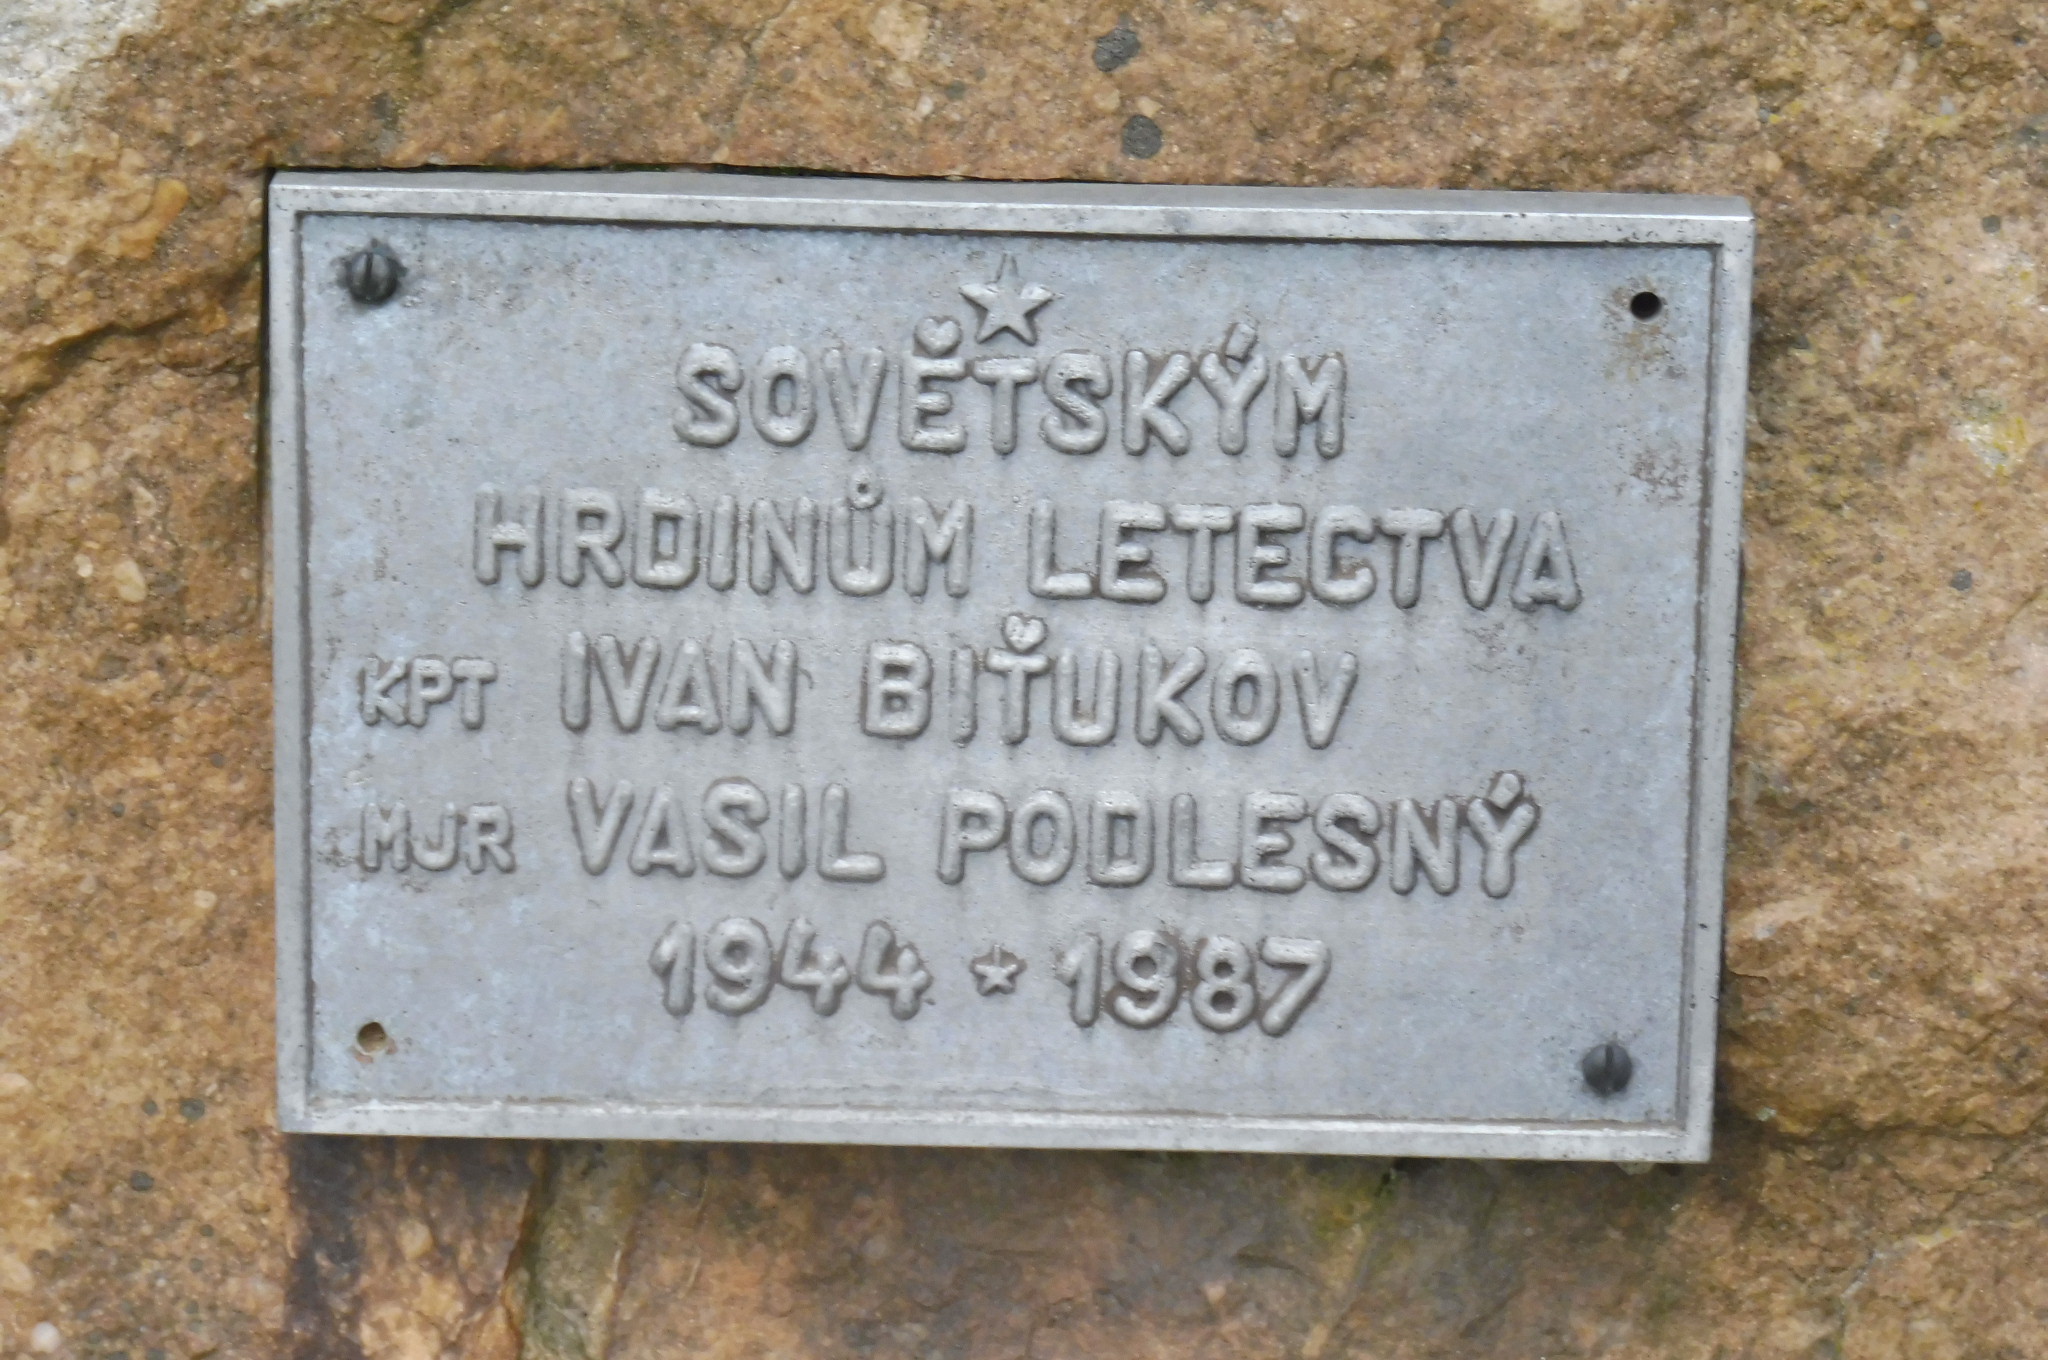 SOVĚTSKÝM
HRDINŮM LETECTVA
KPT IVAN BIŤUKOV
MJR VASIL PODLESNÝ
1944 ★ 1987